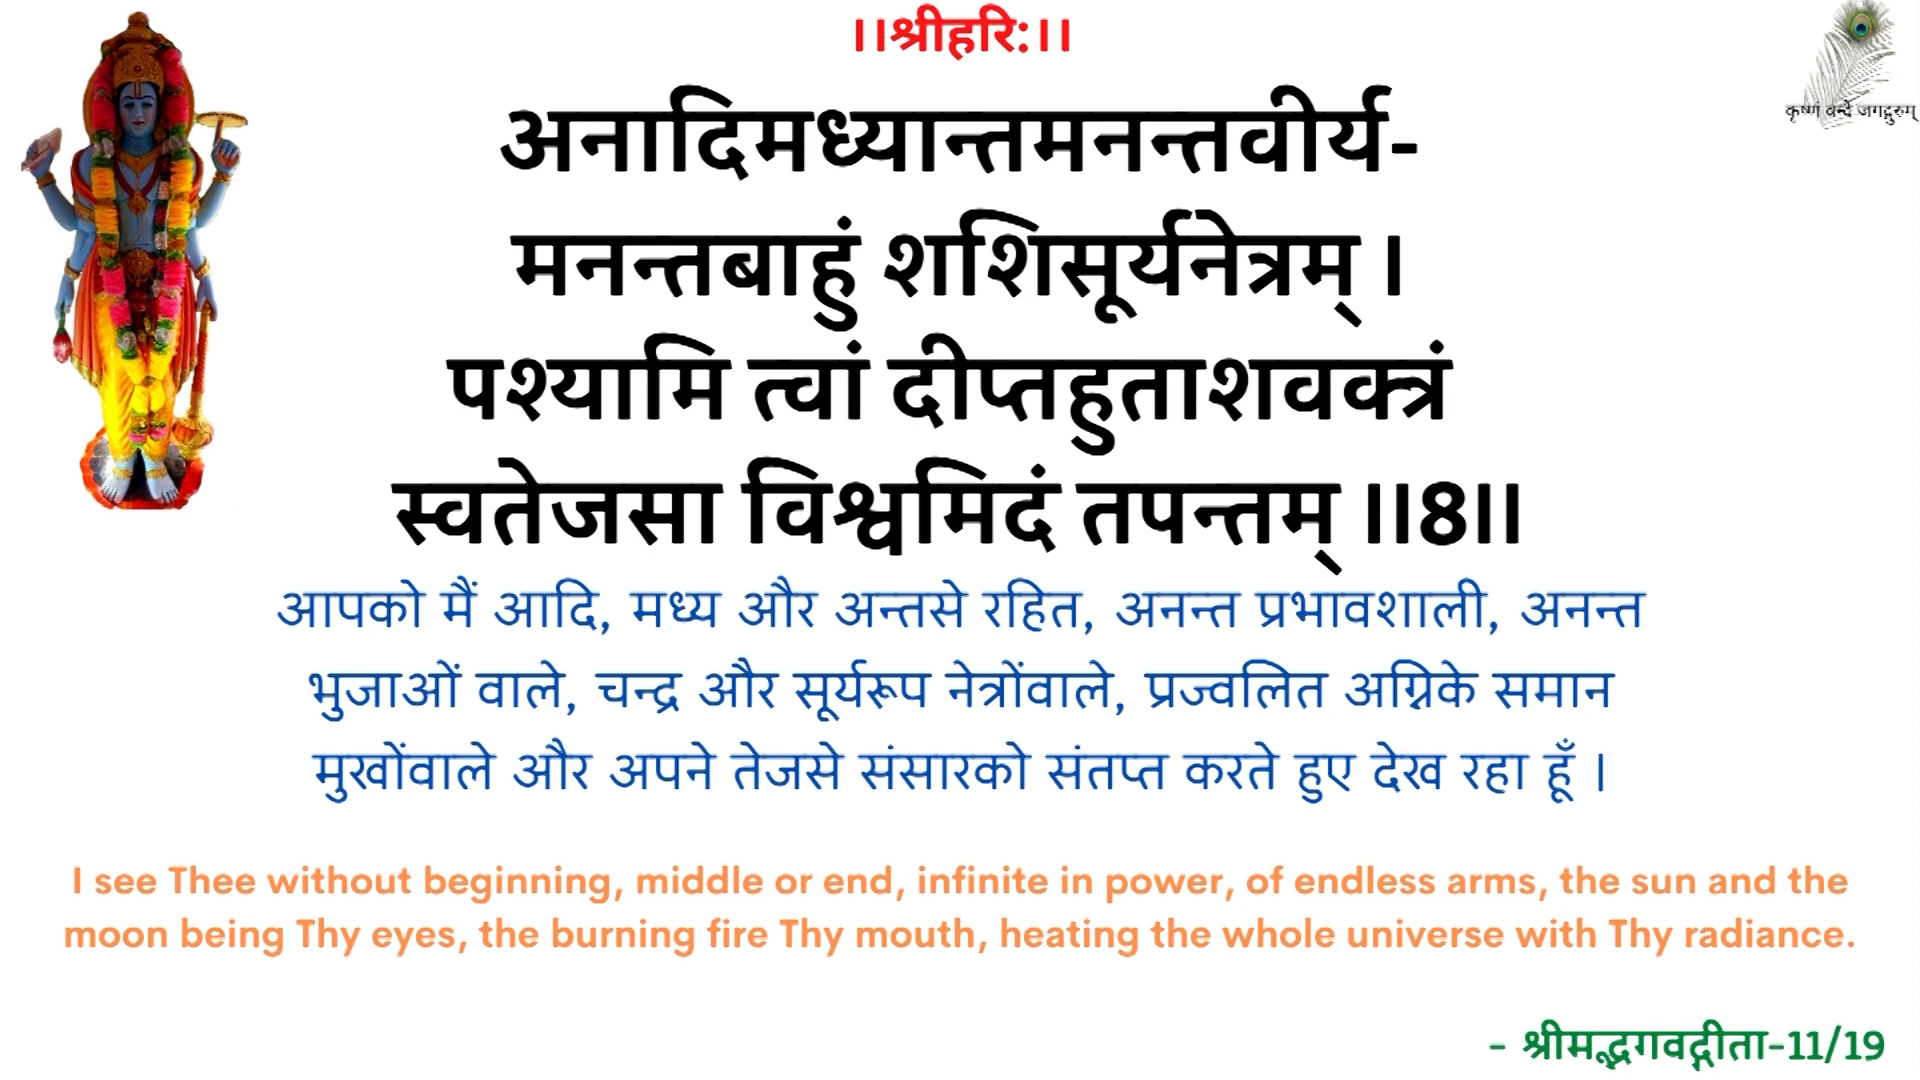 ।।श्रीहरि:।।
कृष्णं वन्दे जगद्गुरुम्
अनादिमध्यान्तमनन्तवीर्य-
मनन्तबाहुं शशिसूर्यनेत्रम् ।
पश्यामि त्वां दीप्तहुताशवक्त्रं
स्वतेजसा विश्वमिदं तपन्तम् ।।8।।
आपको मैं आदि, मध्य और अन्तसे रहित, अनन्त प्रभावशाली, अनन्त
भुजाओं वाले, चन्द्र और सूर्यरूप नेत्रोंवाले, प्रज्वलित अग्निके समान
मुखोंवाले और अपने तेजसे संसारको संतप्त करते हुए देख रहा हूँ ।
I see Thee without beginning, middle or end, infinite in power, of endless arms, the sun and the
moon being Thy eyes, the burning fire Thy mouth, heating the whole universe with Thy radiance.
- श्रीमद्भगवद्गीता-11/19